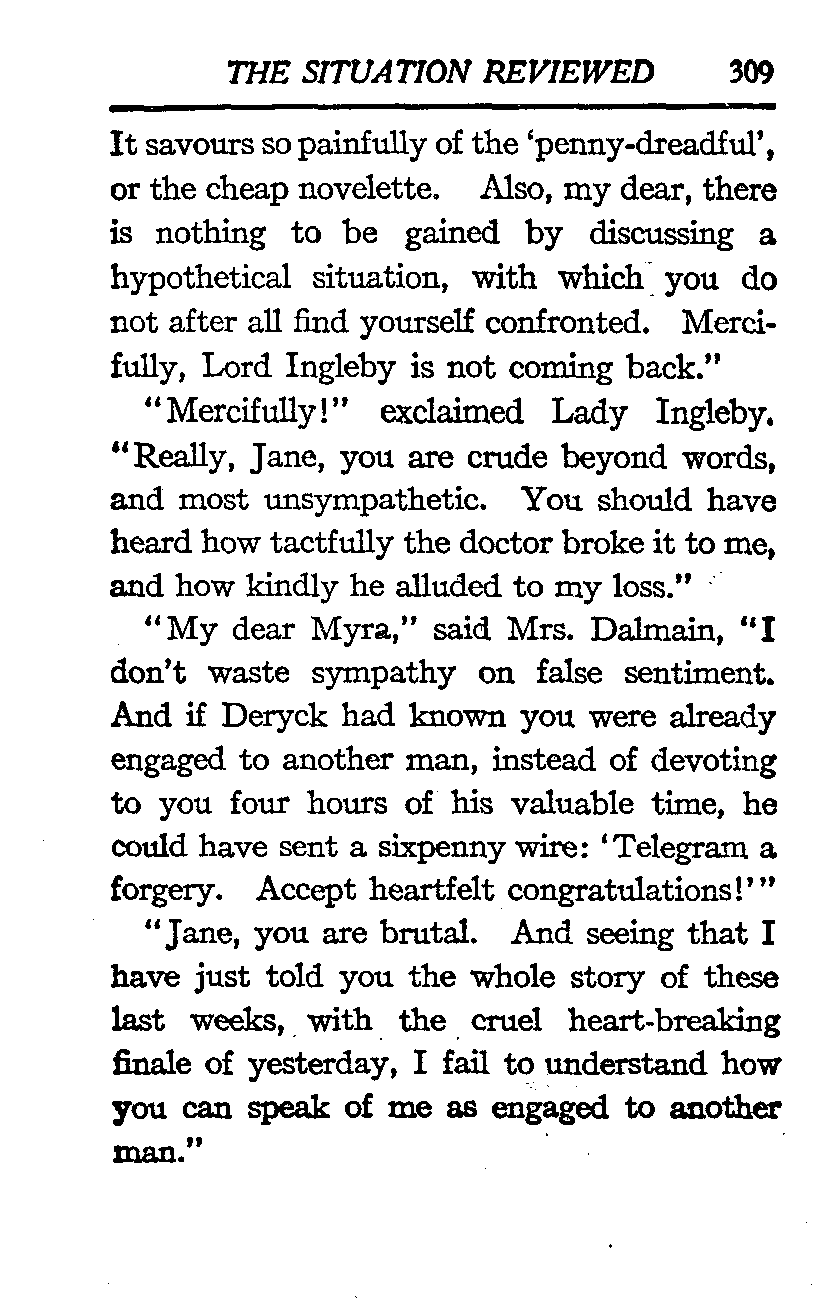 THE SITUATION REVIEWED 309
It savours so painfully of the ‘penny-dreadful’,
or the cheap novelette. Also, my dear, there
is nothing to be gained by discussing a
hypothetical situation, with which you do
not after all find yourself confronted. Merci-
fully, Lord Ingleby is not coming back.”
“Mercifully!” exclaimed Lady Ingleby.
“Really, Jane, you are crude beyond words,
and most unsympathetic. You should have
heard how tactfully the doctor broke it to me,
and how kindly he alluded to my loss.”
“My dear Myra,” said Mrs. Dalmain, “I
don’t waste sympathy on false sentiment.
And if Deryck had known you were already
engaged to another man, instead of devoting
to you four hours of his valuable time, he
could have sent a sixpenny wire: ‘Telegram a
forgery. Accept heartfelt congratulations!’”
“Jane, you are brutal. And seeing that I
have just told you the whole story of these
last weeks, with the cruel heart-breaking
finale of yesterday, I fail to understand how
you can speak of me as engaged to another
man.”